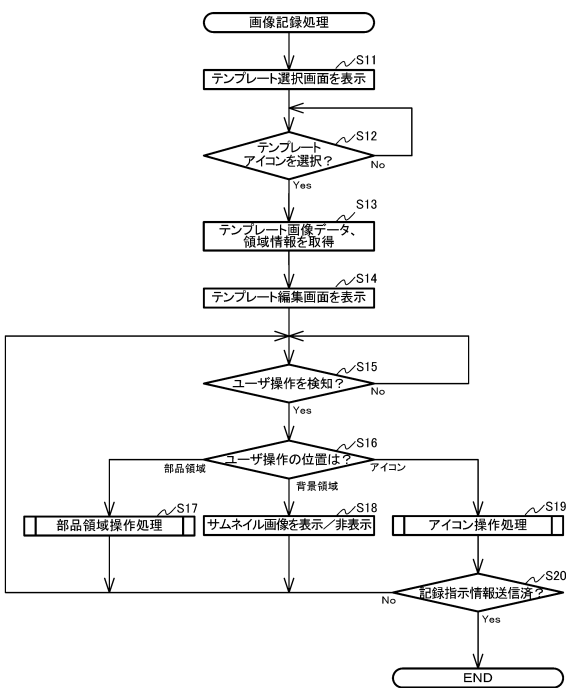 画像記録処理
S11
テンプレート選択画面を表示
S12
テンプレート
アイコンを選択？
No
Yes
S13
テンプレート画像データ、
領域情報を取得
S14
テンプレート編集画面を表示
S15
ユーザ操作を検知？
No
Yes
S16
ユーザ操作の位置は？
部品領域
アイコン
背景領域
S17
部品領域操作処理
S18
サムネイル画像を表示／非表示
S19
アイコン操作処理
S20
記録指示情報送信済？
No
Yes
END